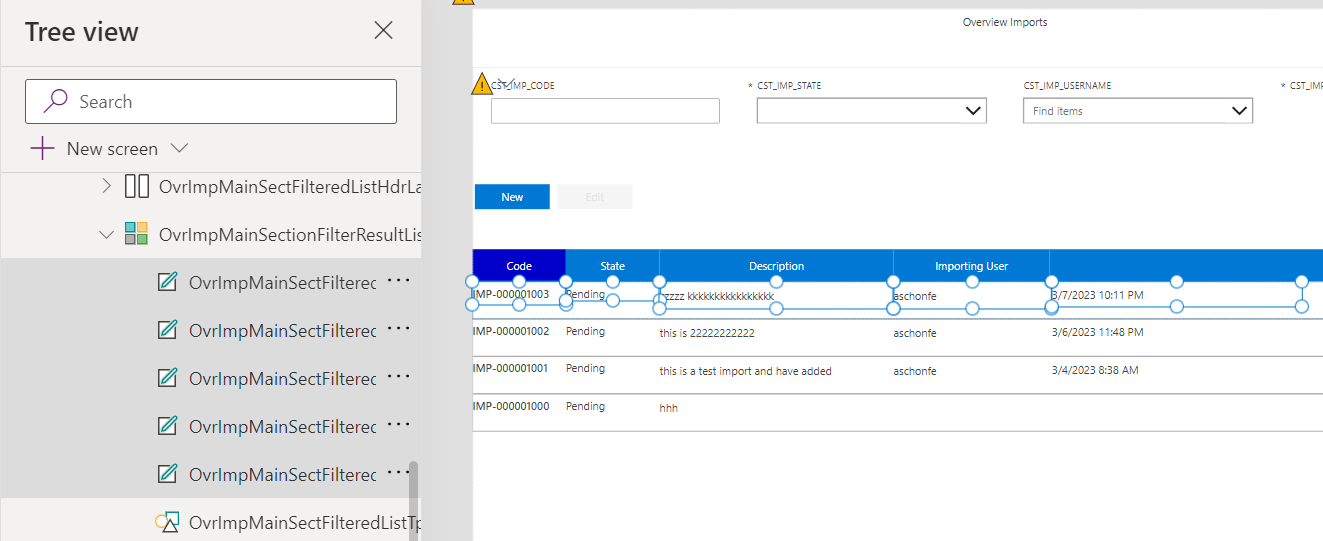 Tree view
Search
New screen
OvrImpMainSectFilteredListHdrLa
OvrImpMainSectionFilterResultLis
OvrImpMainSectFilterec ...
OvrImpMainSectFilterec ...
OvrImpMainSectFilterec ...
OvrImpMainSectFilterec ...
OvrImpMainSectFilterec ...
OvrImpMainSectFilteredListTp
Overview Imports
CST_IMP_CODE * CST_IMP_STATE CST_IMP_USERNAME * CST_IM
Find items
New Edit
Code State Description Importing User
IMP-000001003 Pending zzzz kkkkkkkkkkkkkkkkk aschonfe 3/7/2023 10:11 PM
IMP-000001002 Pending this is 22222222222 aschonfe 3/6/2023 11:48 PM
IMP-000001001 Pending this is a test import and have added aschonfe 3/4/2023 8:38 AM
IMP-000001000 Pending hhh